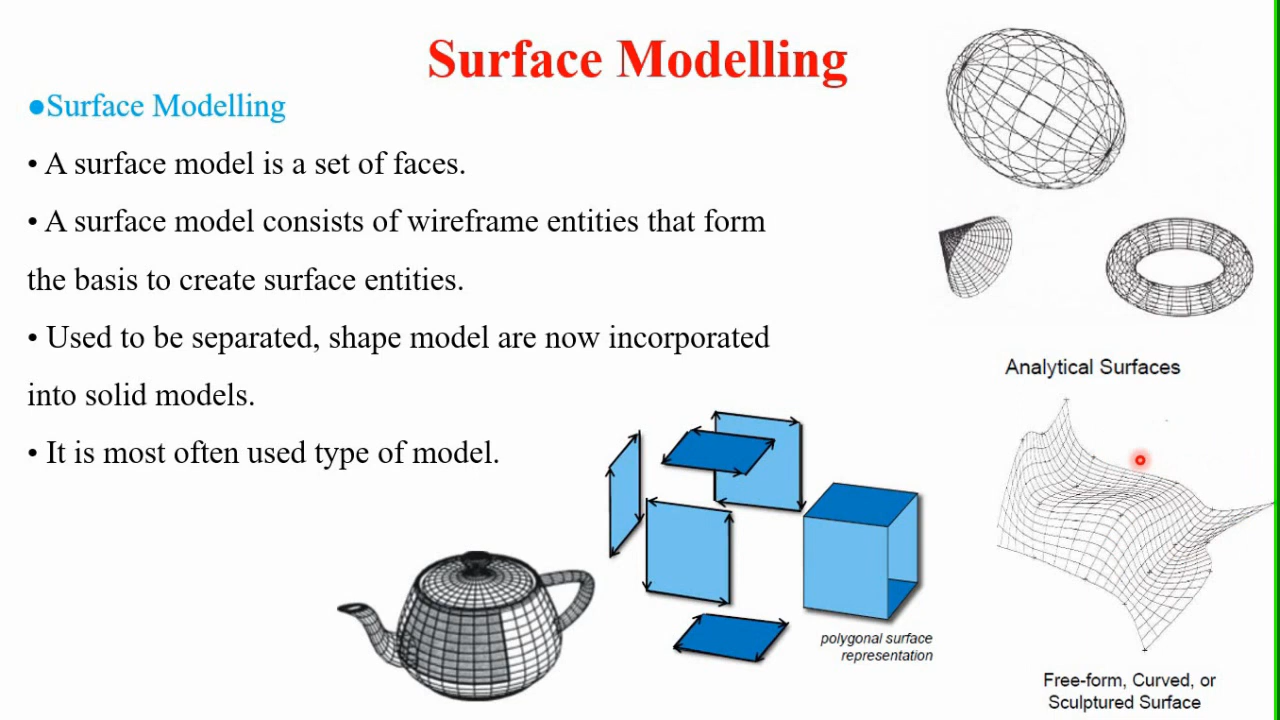 Surface Modelling
●Surface Modelling
• A surface model is a set of faces.
• A surface model consists of wireframe entities that form
the basis to create surface entities.
• Used to be separated, shape model are now incorporated
into solid models.
• It is most often used type of model.
Analytical Surfaces
polygonal surface
representation
Free-form, Curved, or
Sculptured Surface